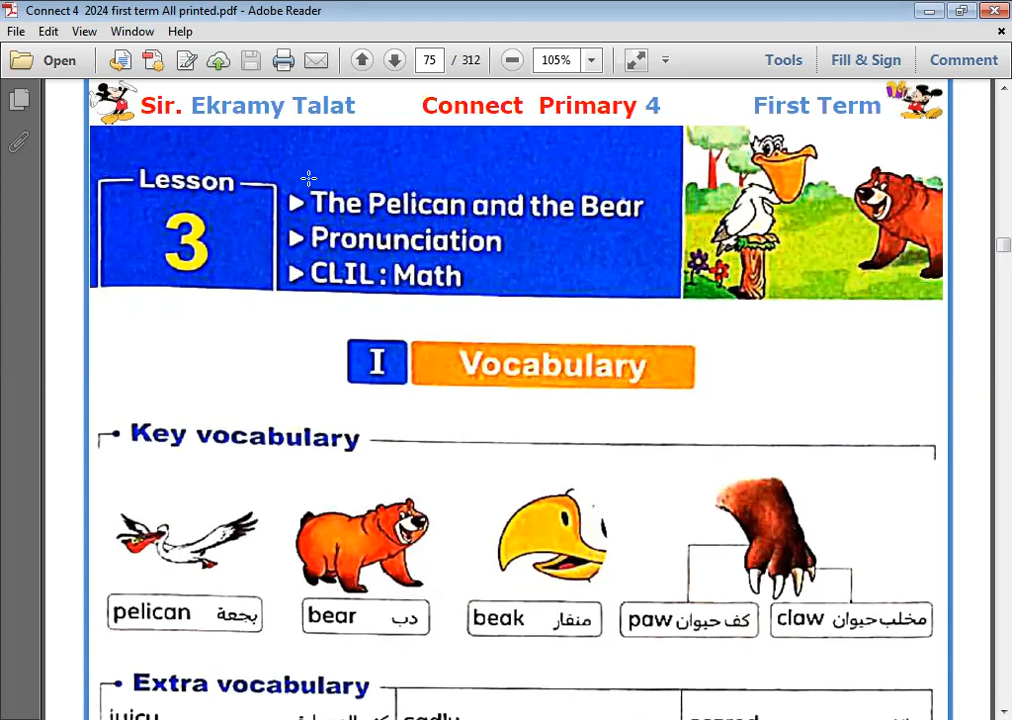 Connect 4 2024 first term All printed.pdf - Adobe Reader
File Edit View Window Help
Open 75 / 312 105% Tools Fill & Sign Comment
Sir. Ekramy Talat Connect Primary 4 First Term
Lesson
3
The Pelican and the Bear
Pronunciation
CLIL : Math
I Vocabulary
Key vocabulary
pelican بجعة bear دب beak منقار paw كف حيوان claw مخلب حيوان
Extra vocabulary
juicy sadly scared